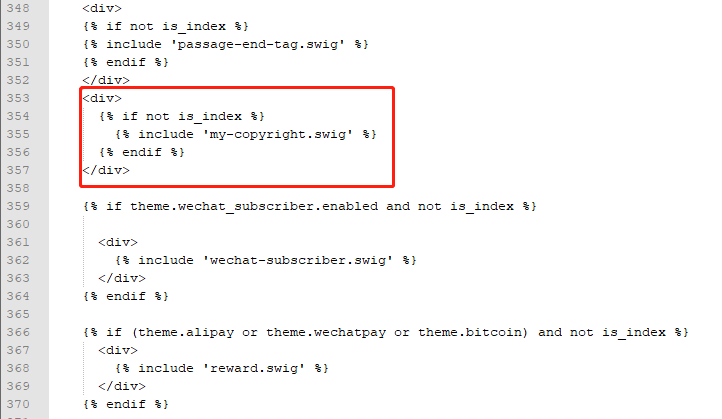 348 <div>
349 {% if not is_index %}
350 {% include 'passage-end-tag.swig' %}
351 {% endif %}
352 </div>
353 <div>
354 {% if not is_index %}
355 {% include 'my-copyright.swig' %}
356 {% endif %}
357 </div>
358
359 {% if theme.wechat_subscriber.enabled and not is_index %}
360
361 <div>
362 {% include 'wechat-subscriber.swig' %}
363 </div>
364 {% endif %}
365
366 {% if (theme.alipay or theme.wechatpay or theme.bitcoin) and not is_index %}
367 <div>
368 {% include 'reward.swig' %}
369 </div>
370 {% endif %}